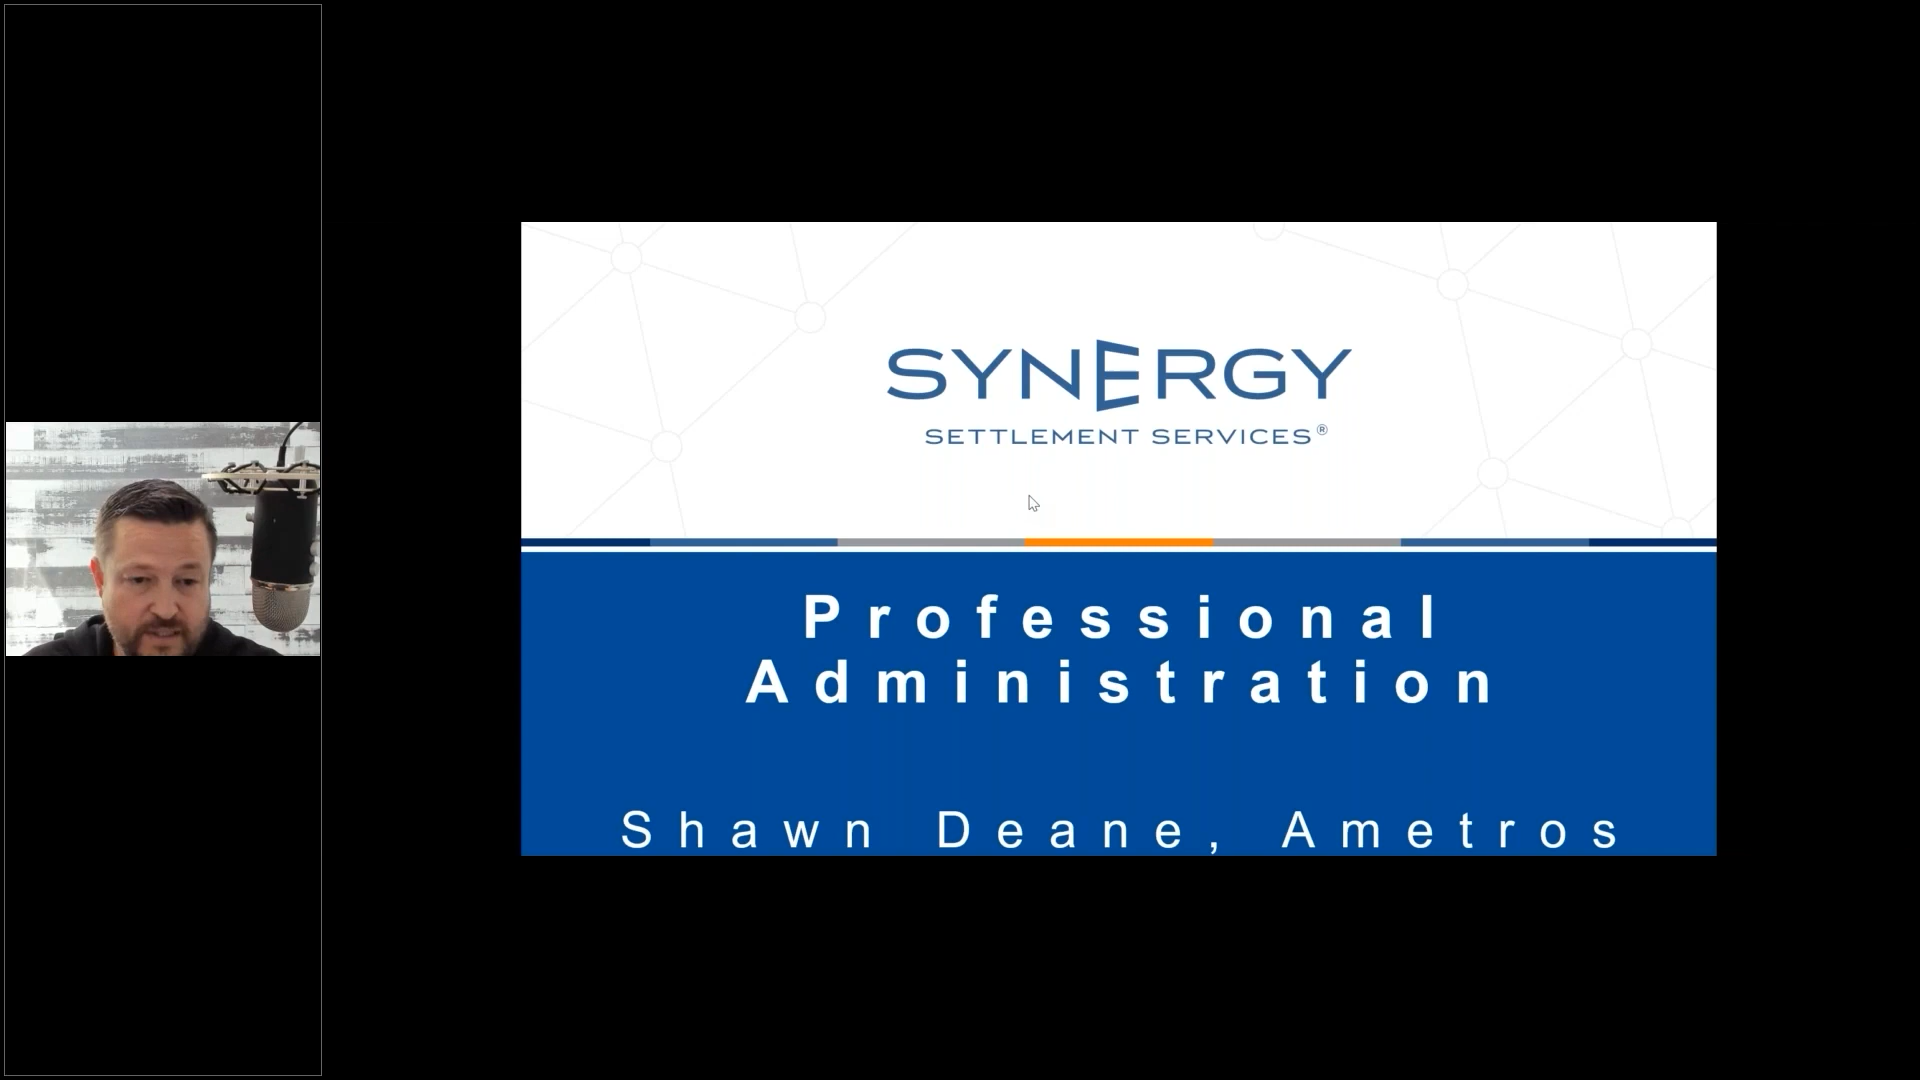 SYNERGY
SETTLEMENT SERVICES®
Professional
Administration
Shawn Deane, Ametros